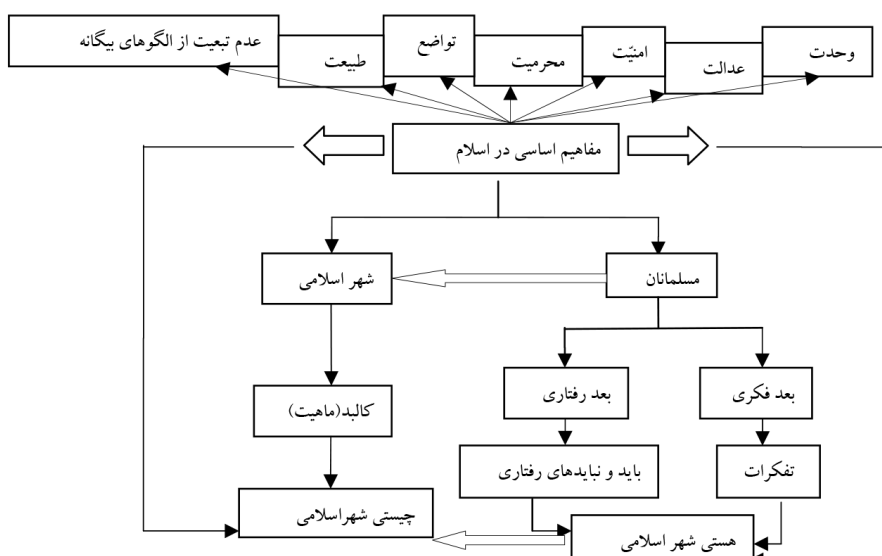 وحدت
عدالت
امنیّت
محرمیت
تواضع
طبیعت
عدم تبعیت از الگوهای بیگانه
مفاهیم اساسی در اسلام
مسلمانان
شهر اسلامی
بعد فکری
بعد رفتاری
کالبد(ماهیت)
تفکرات
باید و نبایدهای رفتاری
چیستی شهراسلامی
هستی شهر اسلامی